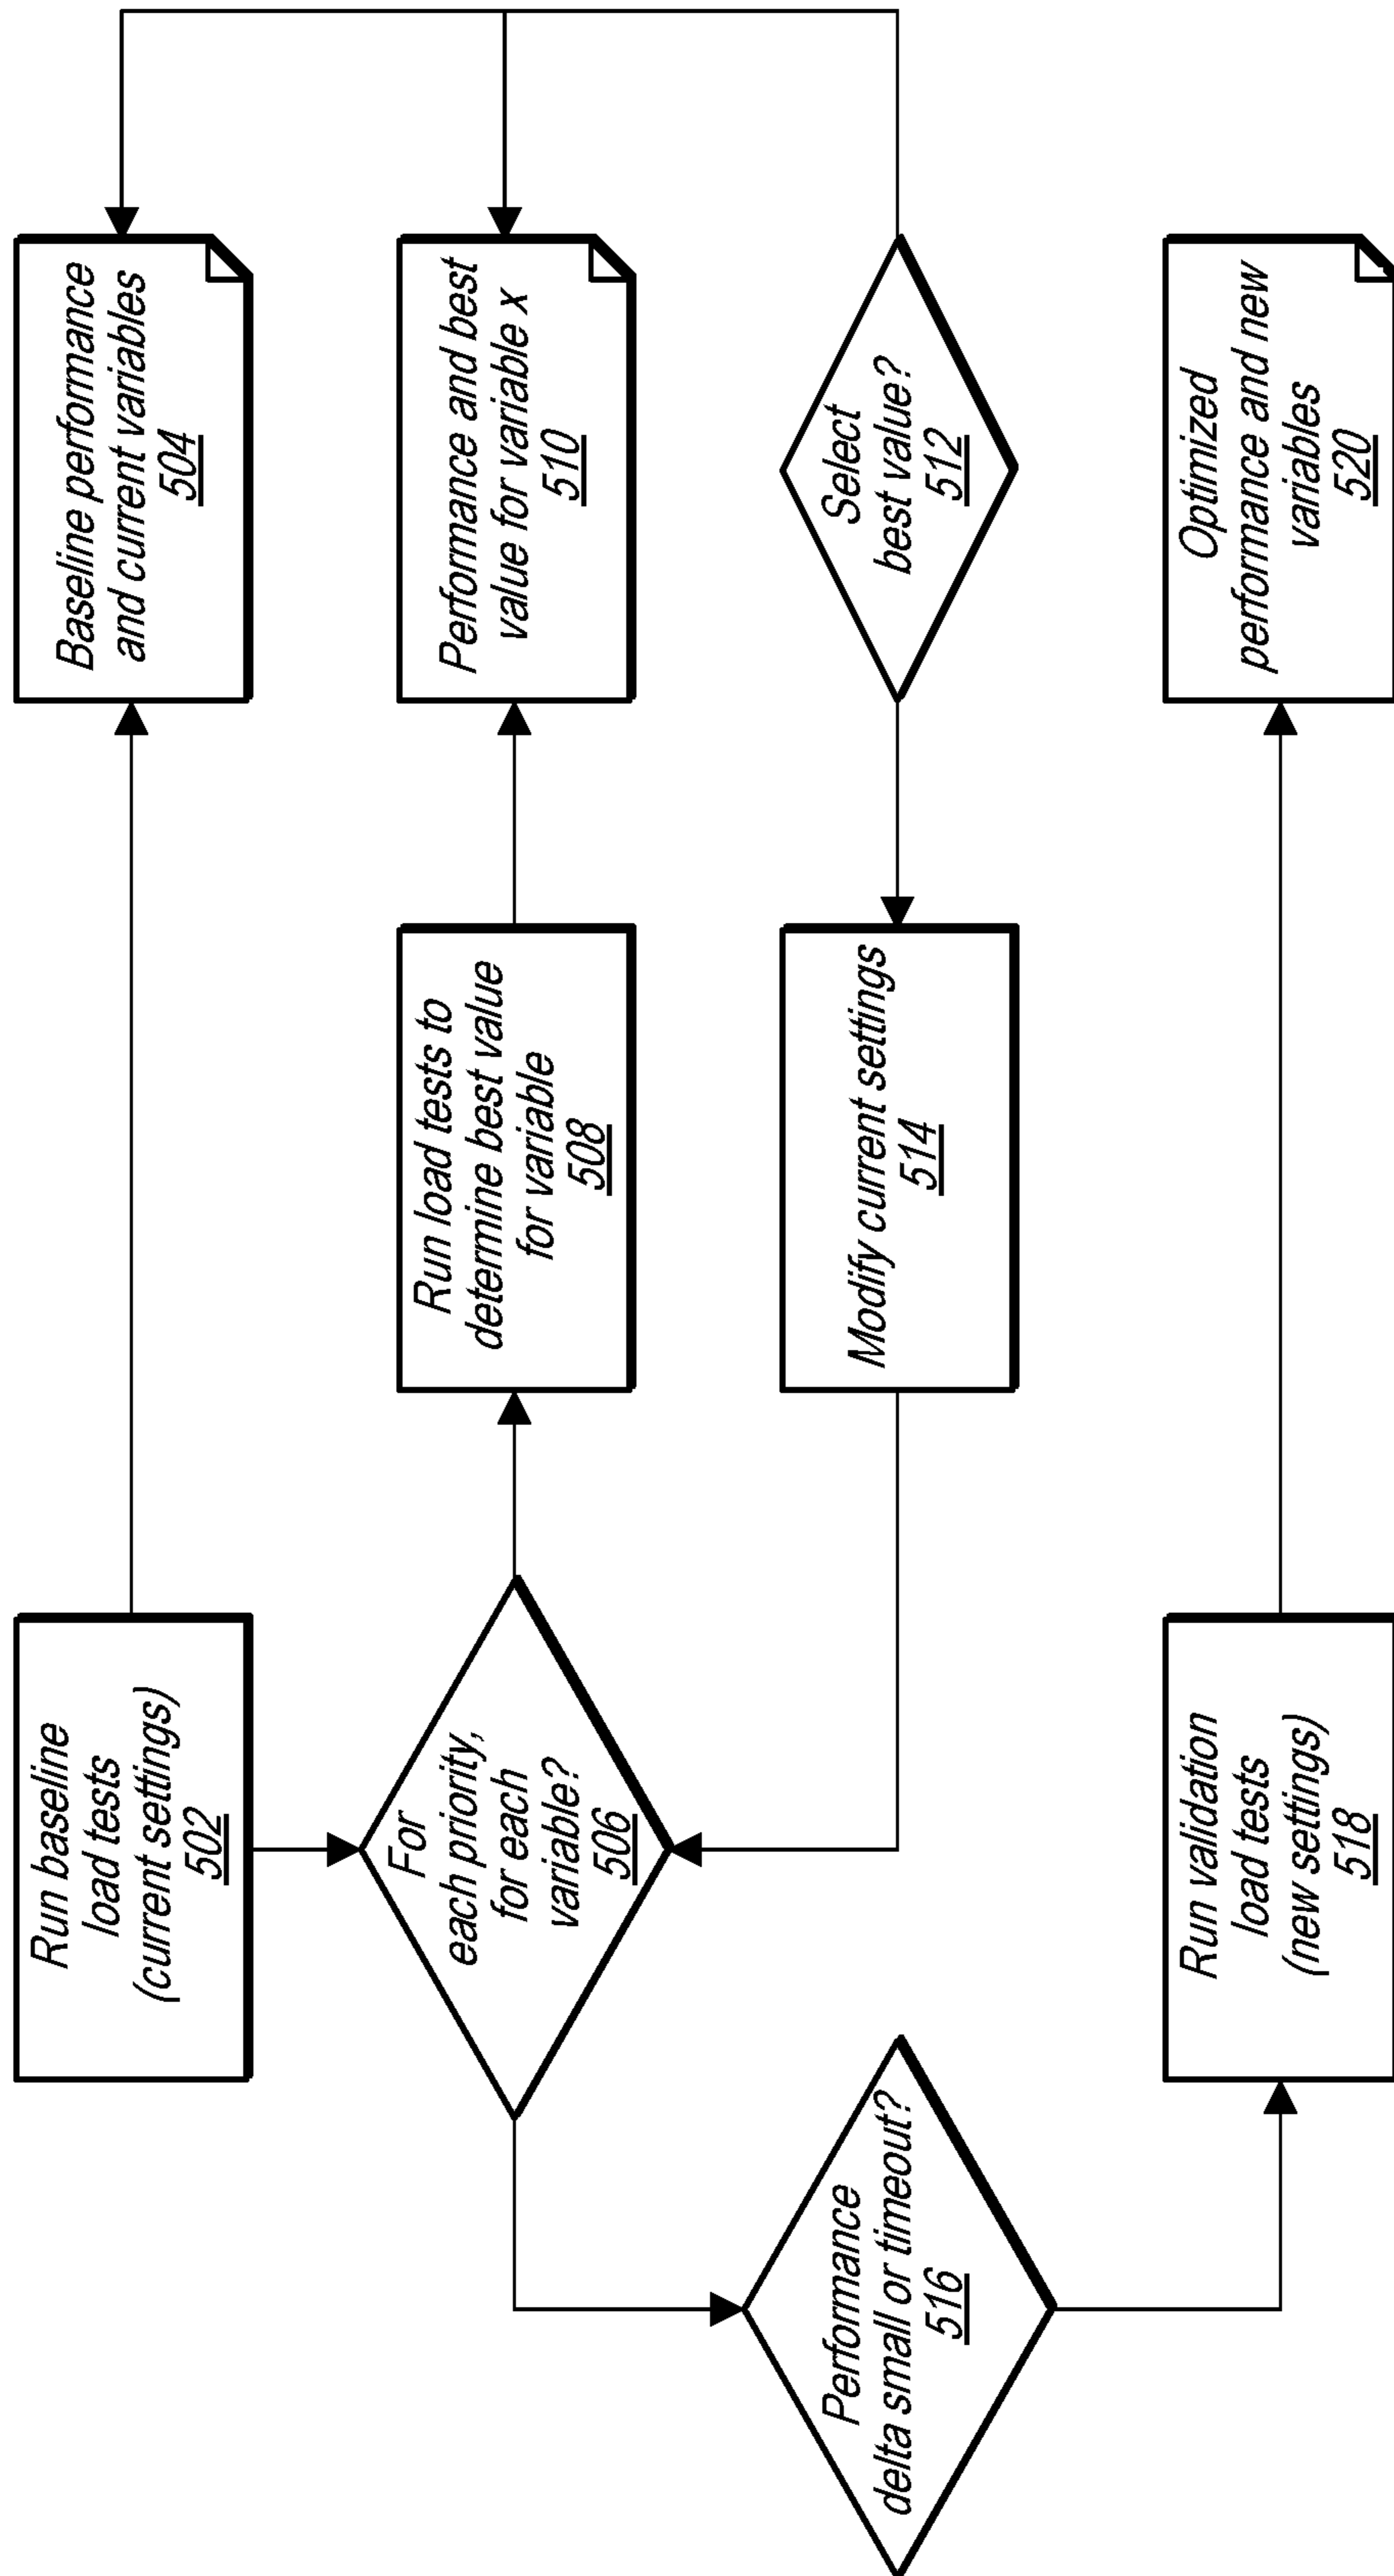 Run baseline
load tests
(current settings)
502
Baseline performance
and current variables
504
For
each priority,
for each
variable?
506
Run load tests to
determine best value
for variable
508
Performance and best
value for variable x
510
Performance
delta small or timeout?
516
Modify current settings
514
Select
best value?
512
Run validation
load tests
(new settings)
518
Optimized
performance and new
variables
520